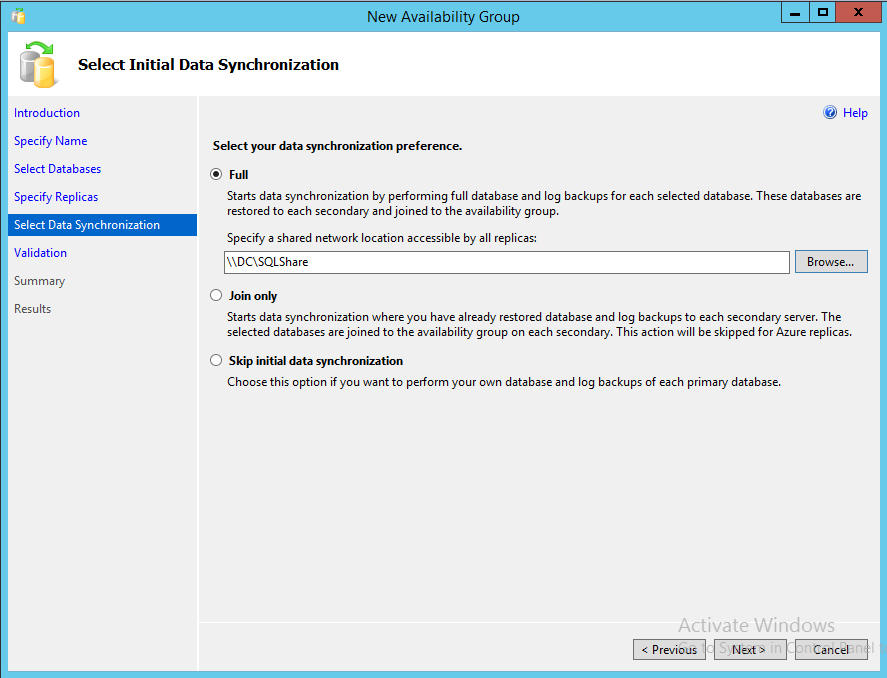 New Availability Group
Select Initial Data Synchronization
Introduction
Specify Name
Select Databases
Specify Replicas
Select Data Synchronization
Validation
Summary
Results
Help
Select your data synchronization preference.
Full
Starts data synchronization by performing full database and log backups for each selected database. These databases are
restored to each secondary and joined to the availability group.
Specify a shared network location accessible by all replicas:
\\DC\SQLShare
Browse...
Join only
Starts data synchronization where you have already restored database and log backups to each secondary server. The
selected databases are joined to the availability group on each secondary. This action will be skipped for Azure replicas.
Skip initial data synchronization
Choose this option if you want to perform your own database and log backups of each primary database.
Activate Windows
Go to System in Control Panel
< Previous
Next >
Cancel